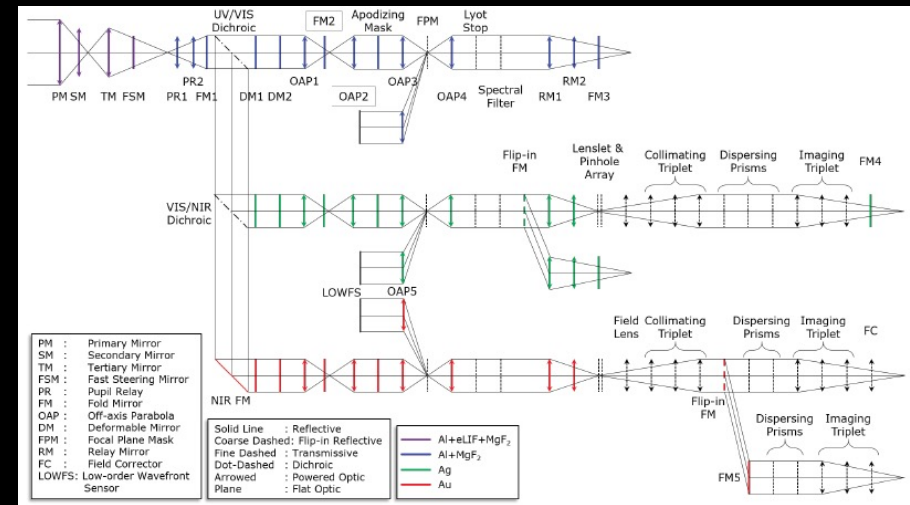 UV/VIS
Dichroic
FM2
Apodizing
Mask
FPM
Lyot
Stop
PM SM
TM
FSM
PR1
PR2
FM1
DM1 DM2
OAP1
OAP2
OAP3
OAP4
Spectral
Filter
RM1
RM2
FM3
VIS/NIR
Dichroic
Flip-in
FM
Lenslet &
Pinhole
Array
Collimating
Triplet
Dispersing
Prisms
Imaging
Triplet
FM4
LOWFS
OAP5
NIR FM
Field
Lens
Collimating
Triplet
Dispersing
Prisms
Imaging
Triplet
FC
Flip-in
FM
Dispersing
Prisms
Imaging
Triplet
FM5
PM : Primary Mirror
SM : Secondary Mirror
TM : Tertiary Mirror
FSM : Fast Steering Mirror
PR : Pupil Relay
FM : Fold Mirror
OAP : Off-axis Parabola
DM : Deformable Mirror
FPM : Focal Plane Mask
RM : Relay Mirror
FC : Field Corrector
LOWFS: Low-order Wavefront
Sensor
Solid Line : Reflective
Coarse Dashed: Flip-in Reflective
Fine Dashed : Transmissive
Dot-Dashed : Dichroic
Arrowed : Powered Optic
Plane : Flat Optic
Al+eLIF+MgF₂
Al+MgF₂
Ag
Au